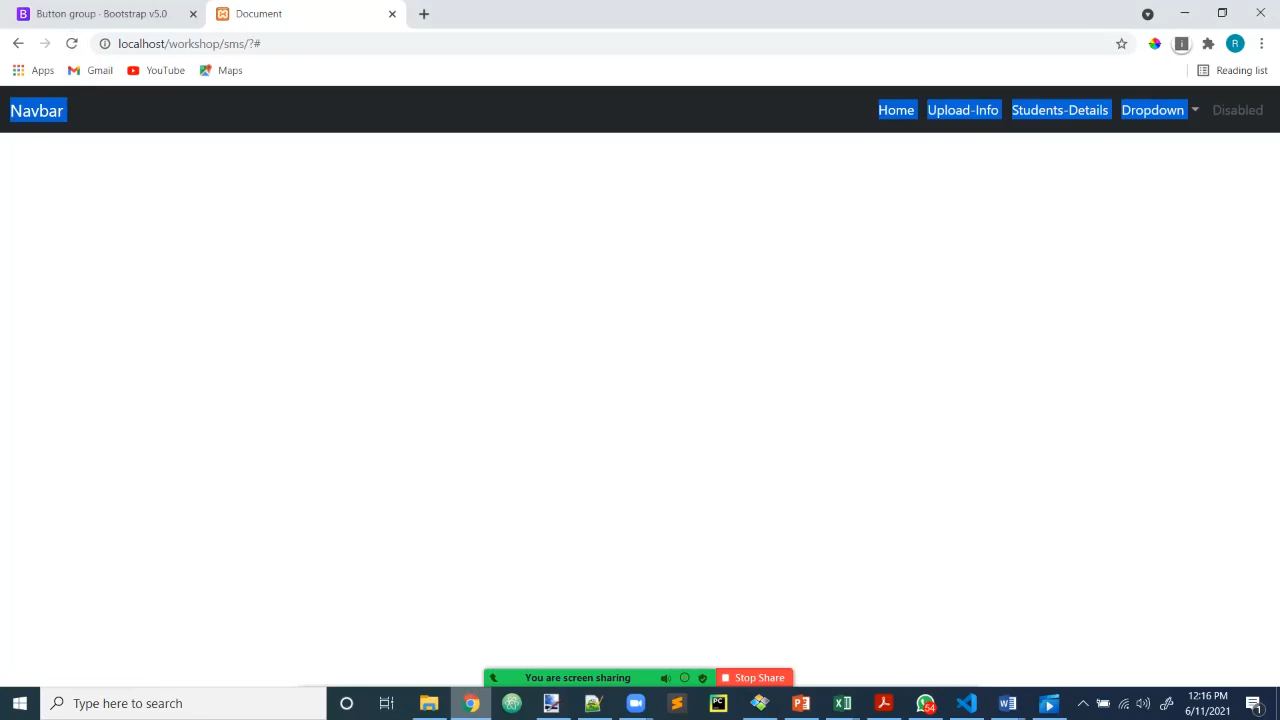 Button group · Bootstrap v5.0
Document
localhost/workshop/sms/?#
R
Apps
Gmail
YouTube
Maps
Reading list
Navbar
Home
Upload-Info
Students-Details
Dropdown
Disabled
You are screen sharing
Stop Share
Type here to search
54
12:16 PM
6/11/2021
1